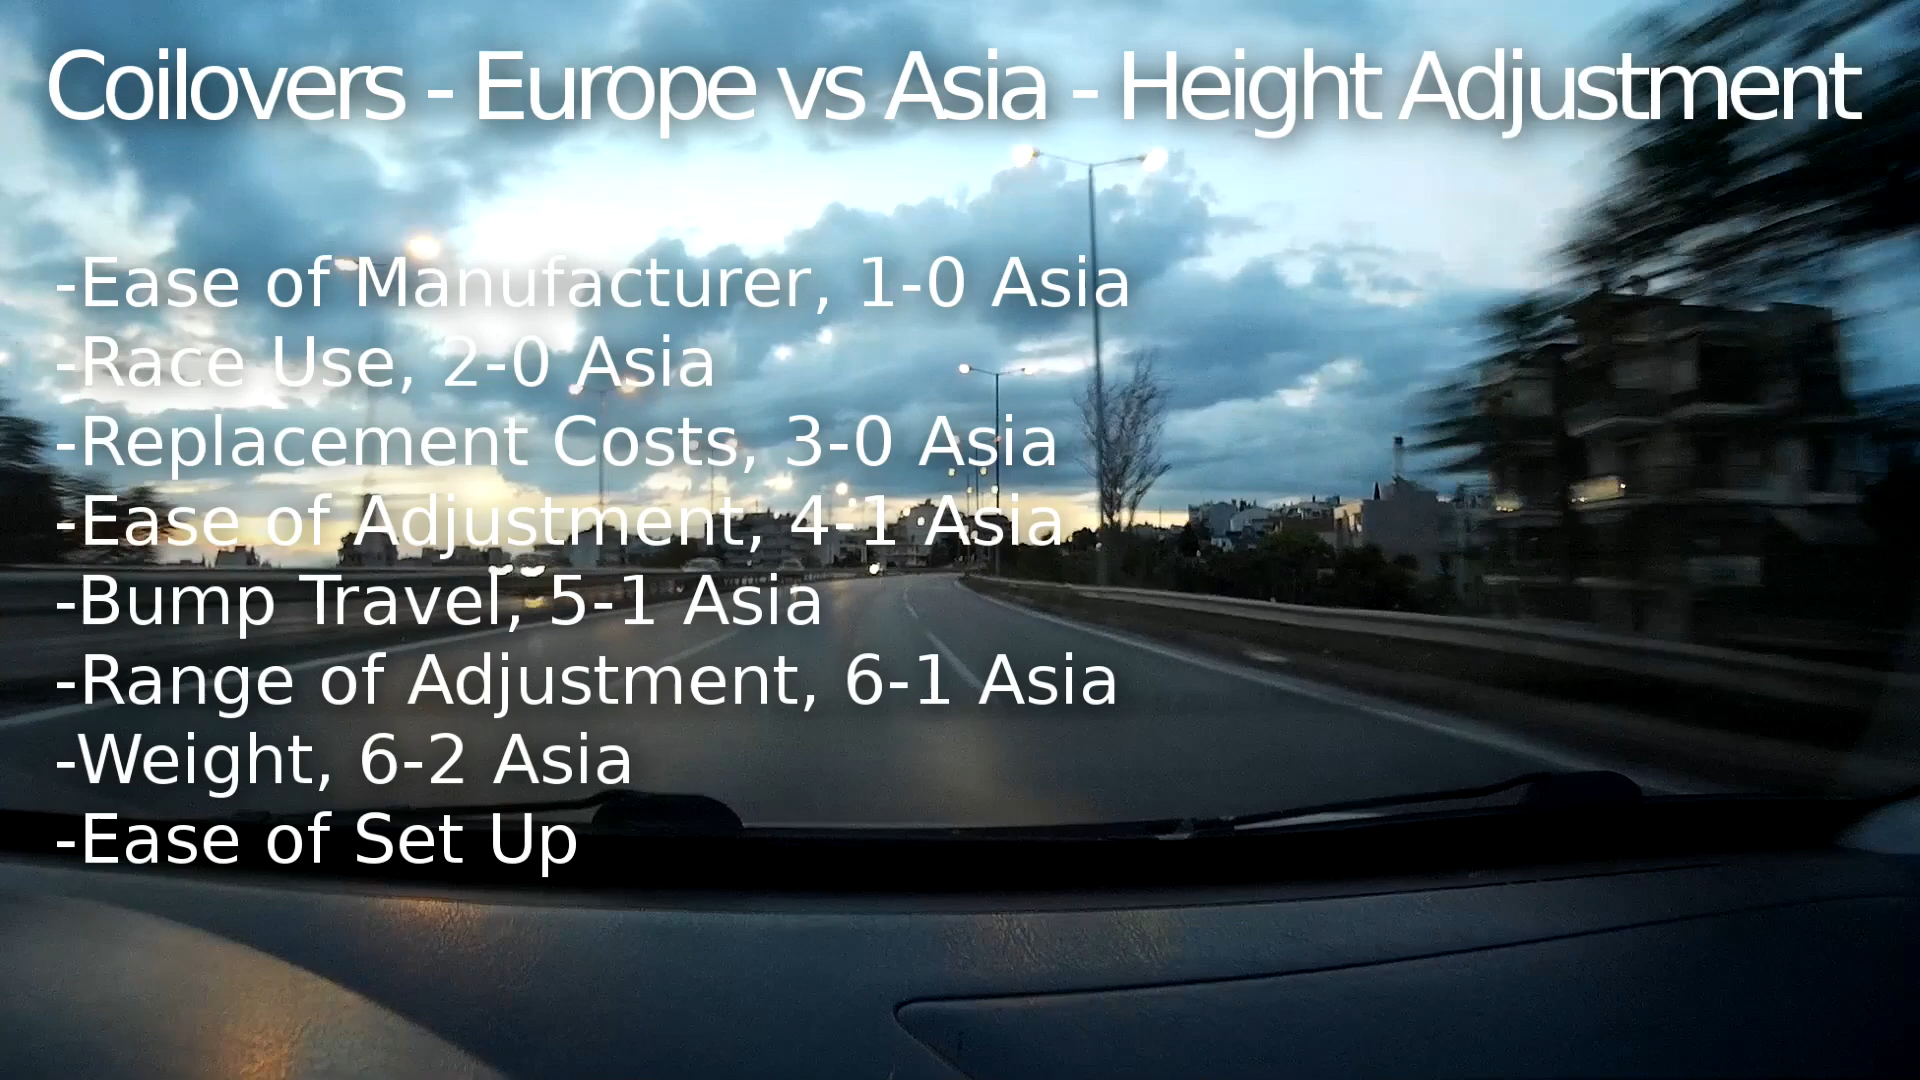 Coilovers - Europe vs Asia - Height Adjustment
-Ease of Manufacturer, 1-0 Asia
-Race Use, 2-0 Asia
-Replacement Costs, 3-0 Asia
-Ease of Adjustment, 4-1 Asia
-Bump Travel, 5-1 Asia
-Range of Adjustment, 6-1 Asia
-Weight, 6-2 Asia
-Ease of Set Up